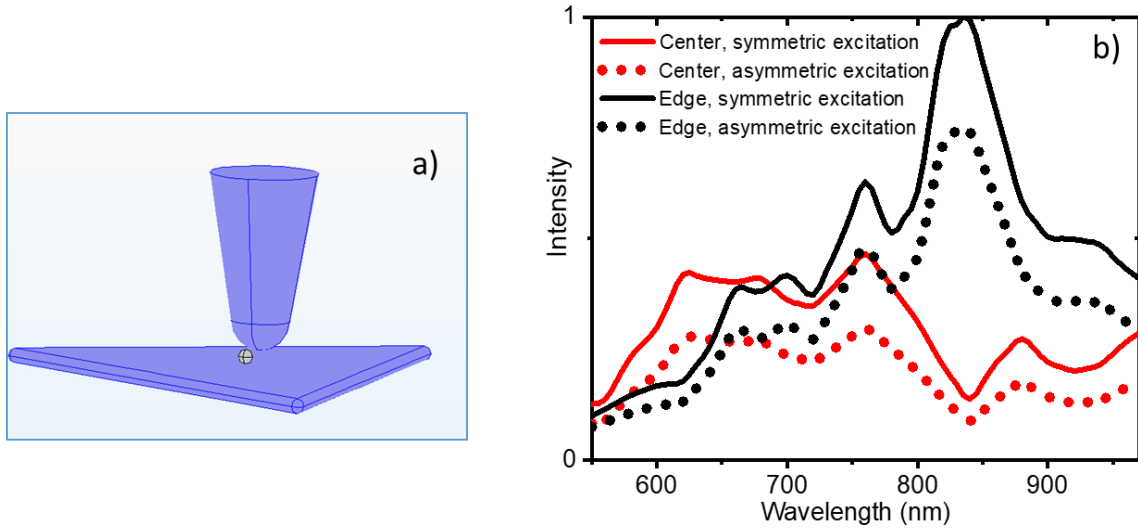 a)
b)
1
Center, symmetric excitation
Center, asymmetric excitation
Edge, symmetric excitation
Edge, asymmetric excitation
Intensity
0
600 700 800 900
Wavelength (nm)